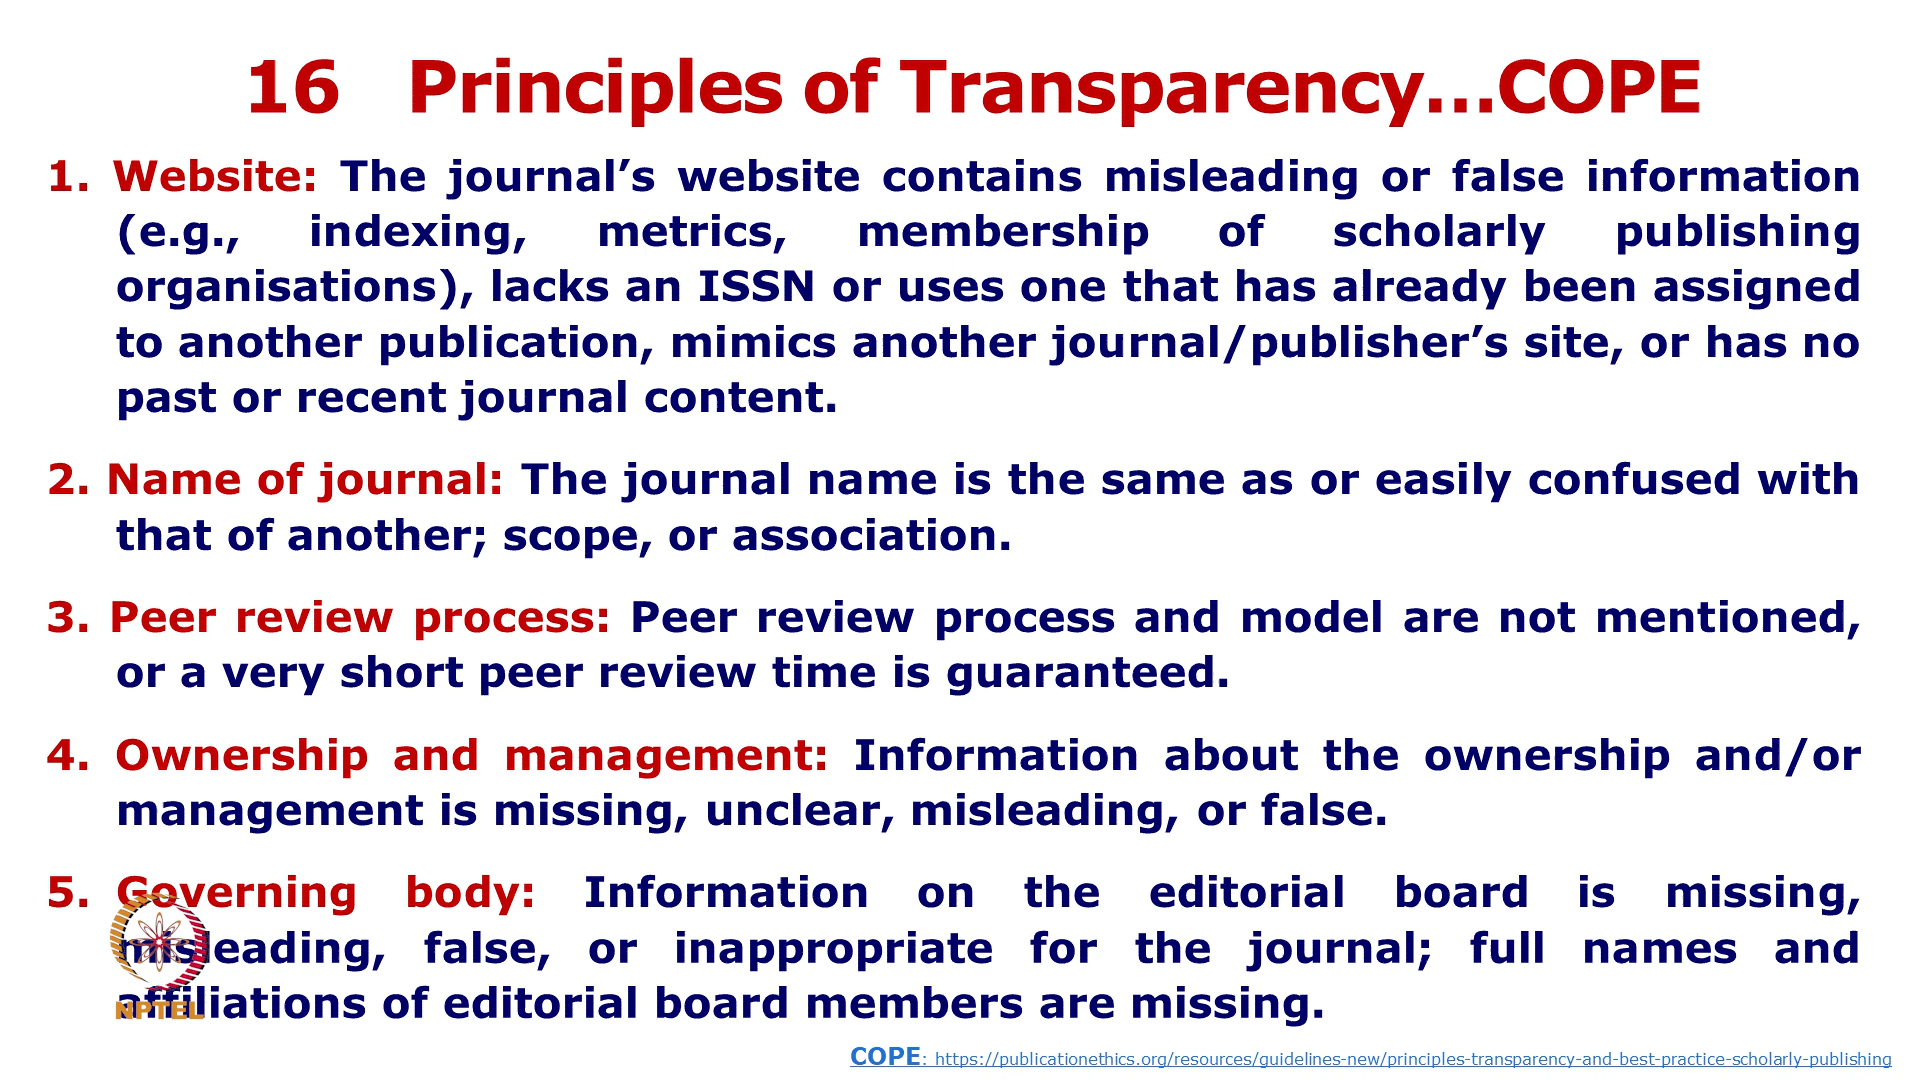 16 Principles of Transparency...COPE
1. Website: The journal’s website contains misleading or false information
(e.g., indexing, metrics, membership of scholarly publishing
organisations), lacks an ISSN or uses one that has already been assigned
to another publication, mimics another journal/publisher’s site, or has no
past or recent journal content.
2. Name of journal: The journal name is the same as or easily confused with
that of another; scope, or association.
3. Peer review process: Peer review process and model are not mentioned,
or a very short peer review time is guaranteed.
4. Ownership and management: Information about the ownership and/or
management is missing, unclear, misleading, or false.
5. Governing body: Information on the editorial board is missing,
misleading, false, or inappropriate for the journal; full names and
affiliations of editorial board members are missing.
NPTEL
COPE: https://publicationethics.org/resources/guidelines-new/principles-transparency-and-best-practice-scholarly-publishing